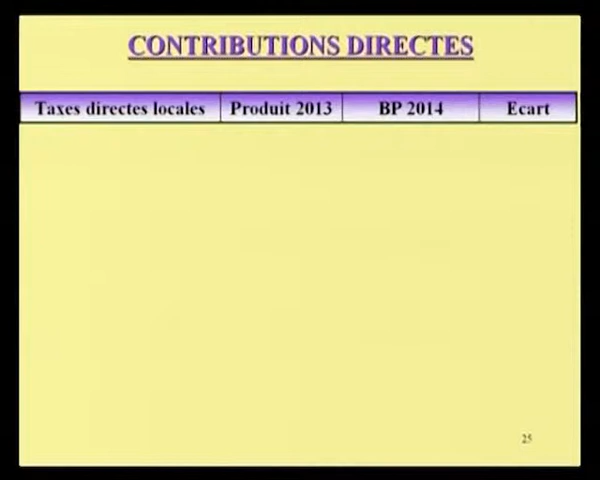 CONTRIBUTIONS DIRECTES
Taxes directes locales Produit 2013 BP 2014 Ecart
25